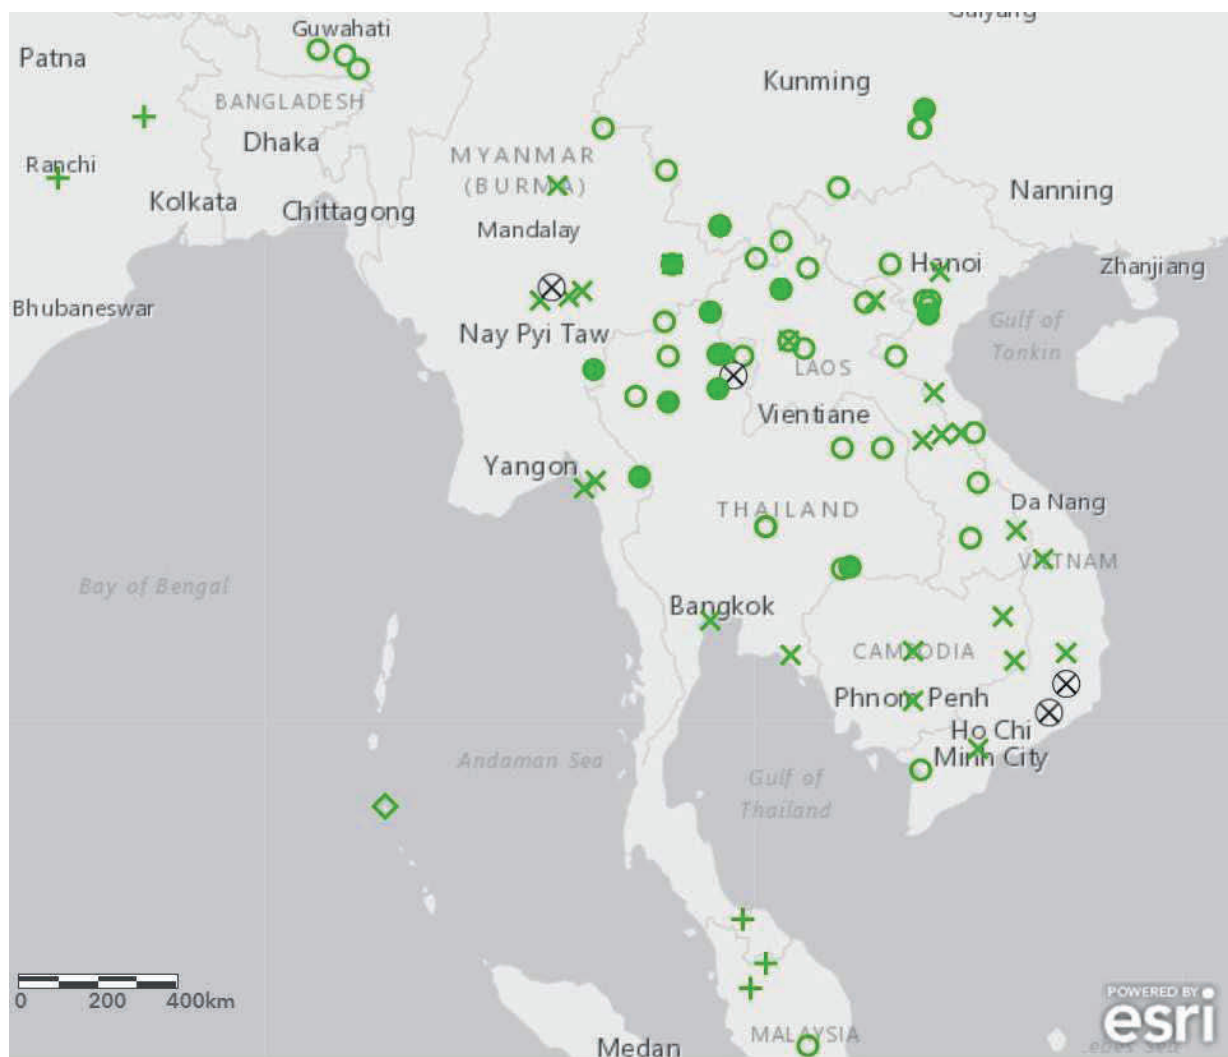 Guiyang
Guwahati
Patna
Kunming
BANGLADESH
Dhaka
MYANMAR
(BURMA)
Ranchi
Nanning
Kolkata
Chittagong
Mandalay
Hanoi
Zhanjiang
Bhubaneswar
Nay Pyi Taw
Gulf of
Tonkin
LAOS
Vientiane
Yangon
THAILAND
Da Nang
VIETNAM
Bay of Bengal
Bangkok
CAMBODIA
Phnom Penh
Ho Chi
Minh City
Andaman Sea
Gulf of
Thailand
0 200 400km
POWERED BY
esri
MALAYSIA
Medan